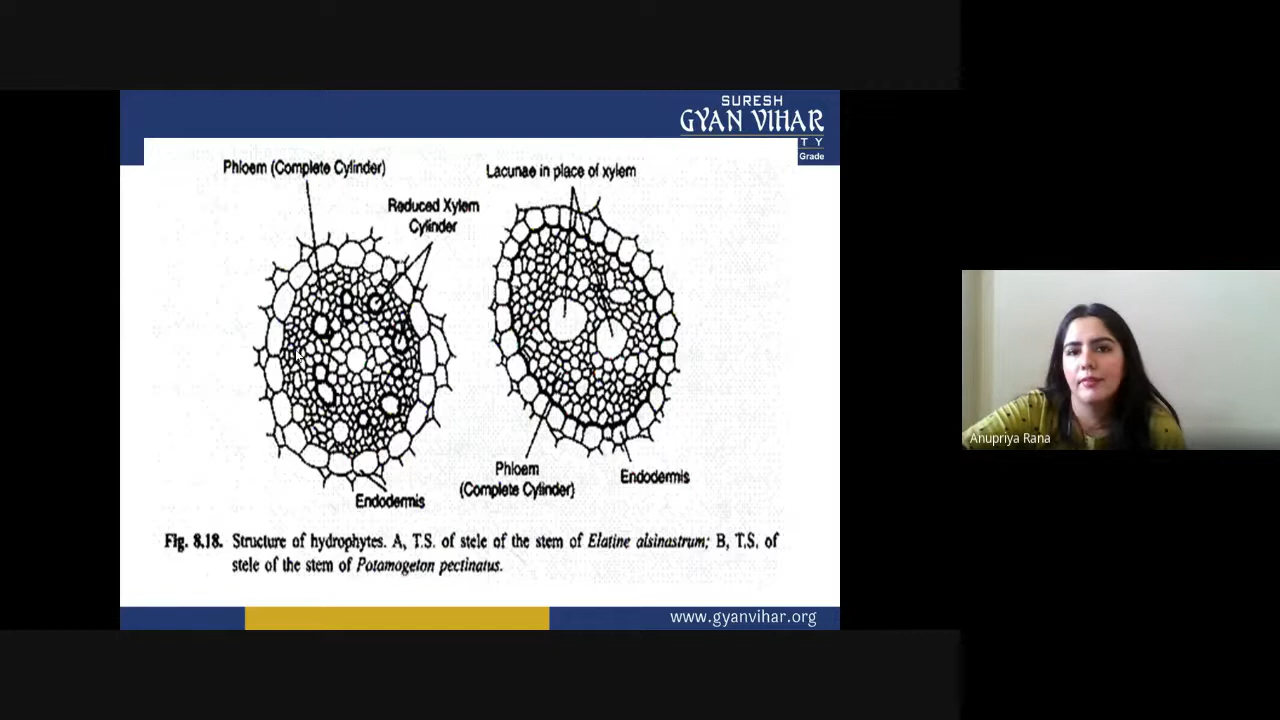 SURESH
GYAN VIHAR
T Y
Grade
Phloem (Complete Cylinder)
Reduced Xylem
Cylinder
Endodermis
Lacunae in place of xylem
Phloem
(Complete Cylinder)
Endodermis
Fig. 8.18. Structure of hydrophytes. A, T.S. of stele of the stem of Elatine alsinastrum; B, T.S. of
stele of the stem of Potamogeton pectinatus.
www.gyanvihar.org
Anupriya Rana